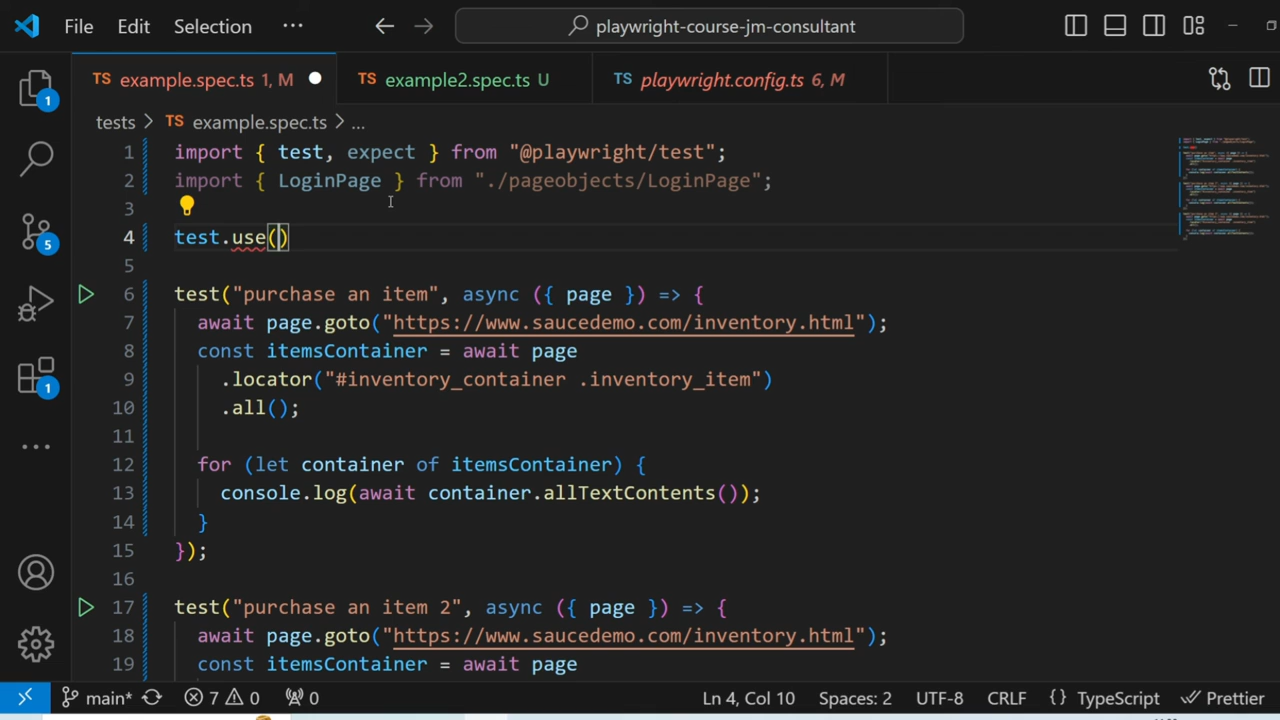 File Edit Selection ··· playwright-course-jm-consultant
TS example.spec.ts 1, M TS example2.spec.ts U TS playwright.config.ts 6, M
tests > TS example.spec.ts > ...
1 import { test, expect } from "@playwright/test";
2 import { LoginPage } from "./pageobjects/LoginPage";
3
4 test.use()
5
6 test("purchase an item", async ({ page }) => {
7 await page.goto("https://www.saucedemo.com/inventory.html");
8 const itemsContainer = await page
9 .locator("#inventory_container .inventory_item")
10 .all();
11
12 for (let container of itemsContainer) {
13 console.log(await container.allTextContents());
14 }
15 });
16
17 test("purchase an item 2", async ({ page }) => {
18 await page.goto("https://www.saucedemo.com/inventory.html");
19 const itemsContainer = await page
1
5
1
main* 7 0 0 Ln 4, Col 10 Spaces: 2 UTF-8 CRLF {} TypeScript Prettier